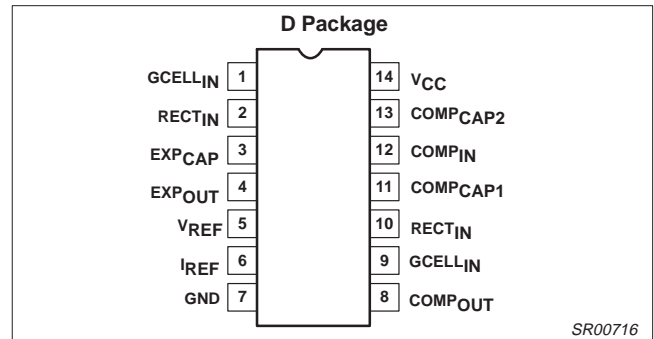 D Package
GCELLIN 1
RECTIN 2
EXPCAP 3
EXPOUT 4
VREF 5
IREF 6
GND 7
14 VCC
13 COMPCAP2
12 COMPIN
11 COMPCAP1
10 RECTIN
9 GCELLIN
8 COMPOUT
SR00716